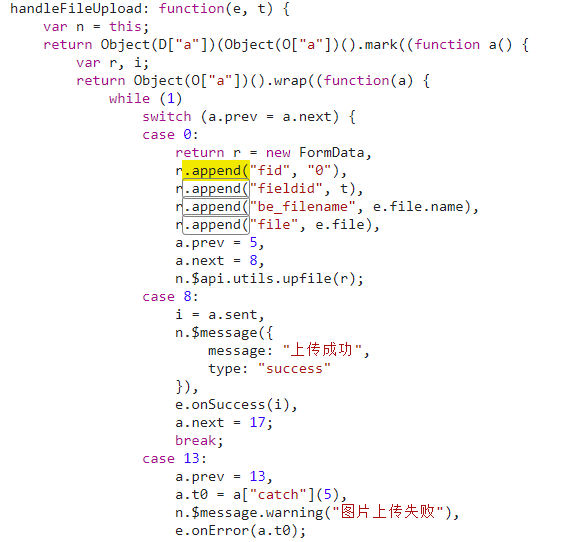 handleFileUpload: function(e, t) {
var n = this;
return Object(D["a"])(Object(O["a"])().mark((function a() {
var r, i;
return Object(O["a"])().wrap((function(a) {
while (1)
switch (a.prev = a.next) {
case 0:
return r = new FormData,
r.append("fid", "0"),
r.append("fieldid", t),
r.append("be_filename", e.file.name),
r.append("file", e.file),
a.prev = 5,
a.next = 8,
n.$api.utils.upfile(r);
case 8:
i = a.sent,
n.$message({
message: "上传成功",
type: "success"
}),
e.onSuccess(i),
a.next = 17;
break;
case 13:
a.prev = 13,
a.t0 = a["catch"](5),
n.$message.warning("图片上传失败"),
e.onError(a.t0);